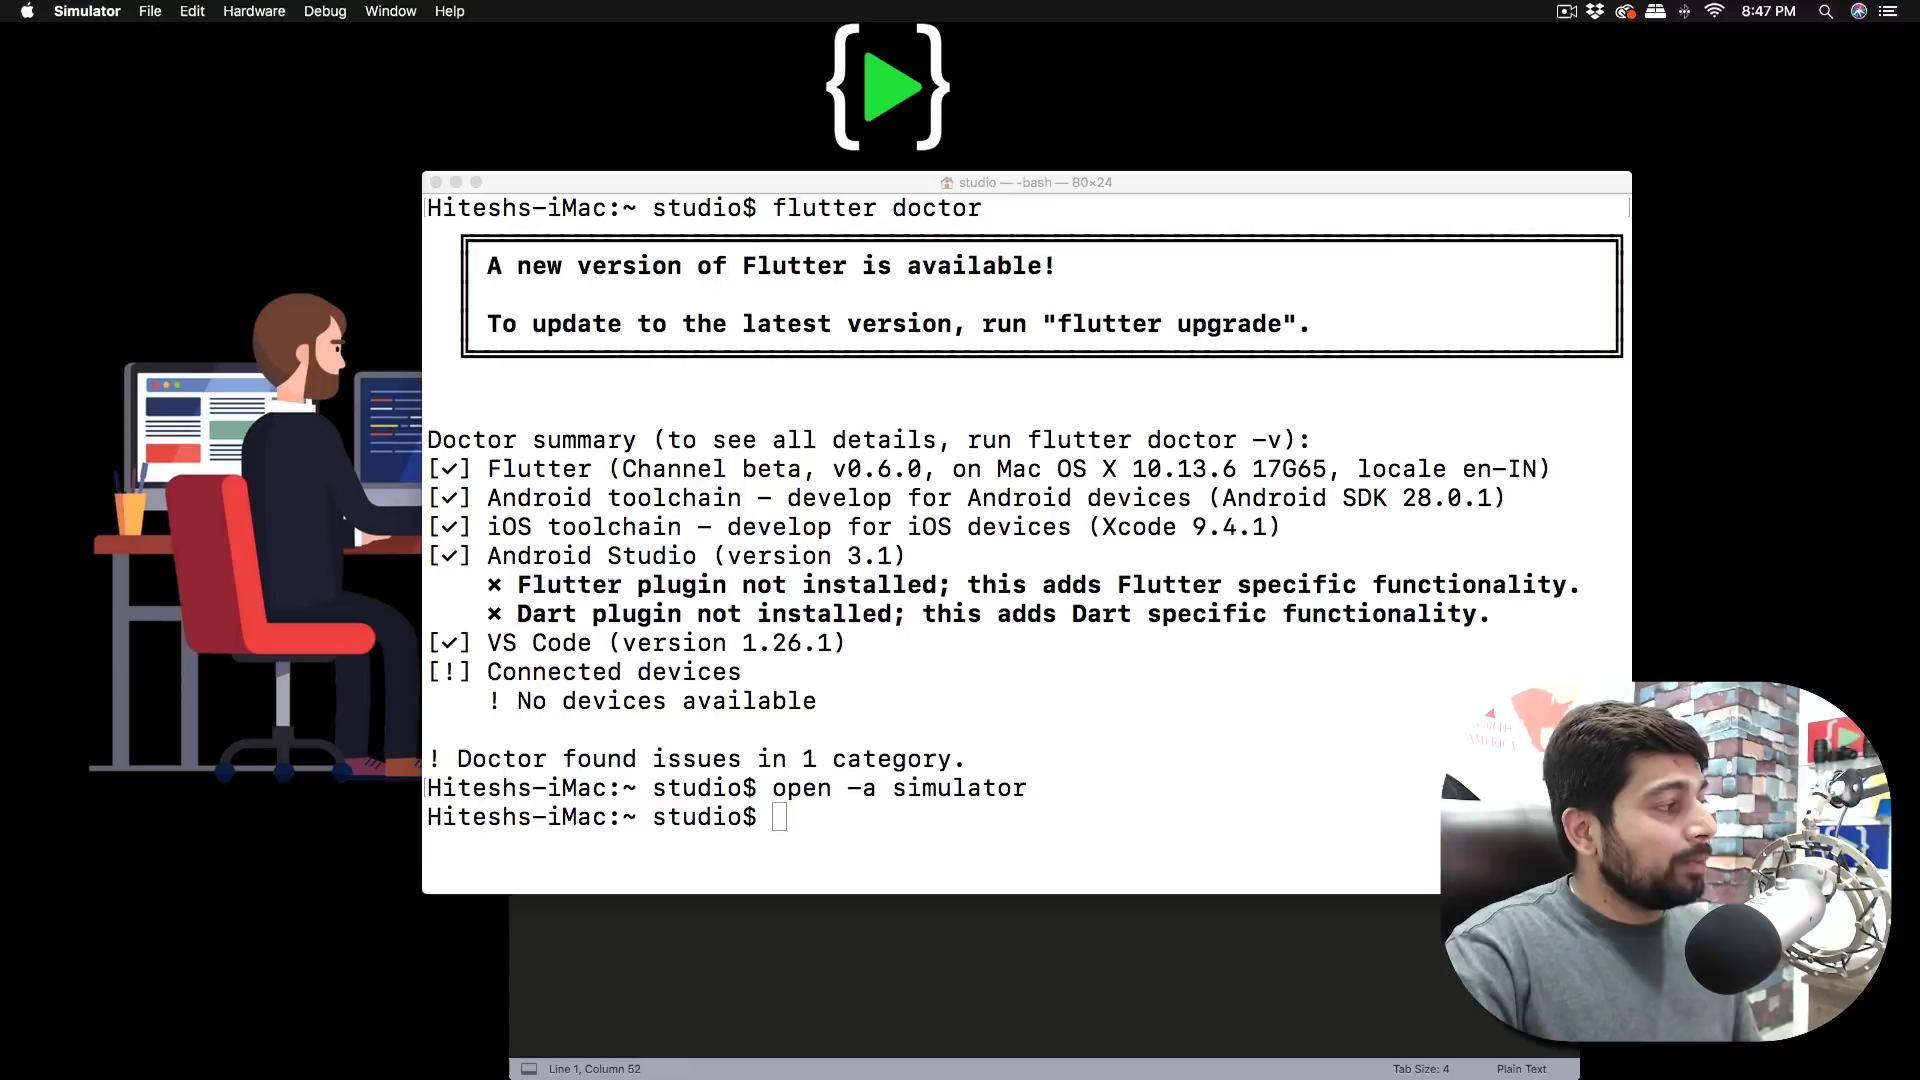 Simulator File Edit Hardware Debug Window Help 8:47 PM
studio — -bash — 80×24
Hiteshs-iMac:~ studio$ flutter doctor
A new version of Flutter is available!
To update to the latest version, run "flutter upgrade".
Doctor summary (to see all details, run flutter doctor -v):
[✓] Flutter (Channel beta, v0.6.0, on Mac OS X 10.13.6 17G65, locale en-IN)
[✓] Android toolchain - develop for Android devices (Android SDK 28.0.1)
[✓] iOS toolchain - develop for iOS devices (Xcode 9.4.1)
[✓] Android Studio (version 3.1)
✗ Flutter plugin not installed; this adds Flutter specific functionality.
✗ Dart plugin not installed; this adds Dart specific functionality.
[✓] VS Code (version 1.26.1)
[!] Connected devices
! No devices available
! Doctor found issues in 1 category.
Hiteshs-iMac:~ studio$ open -a simulator
Hiteshs-iMac:~ studio$
NORTH
AMERICA
Line 1, Column 52 Tab Size: 4 Plain Text